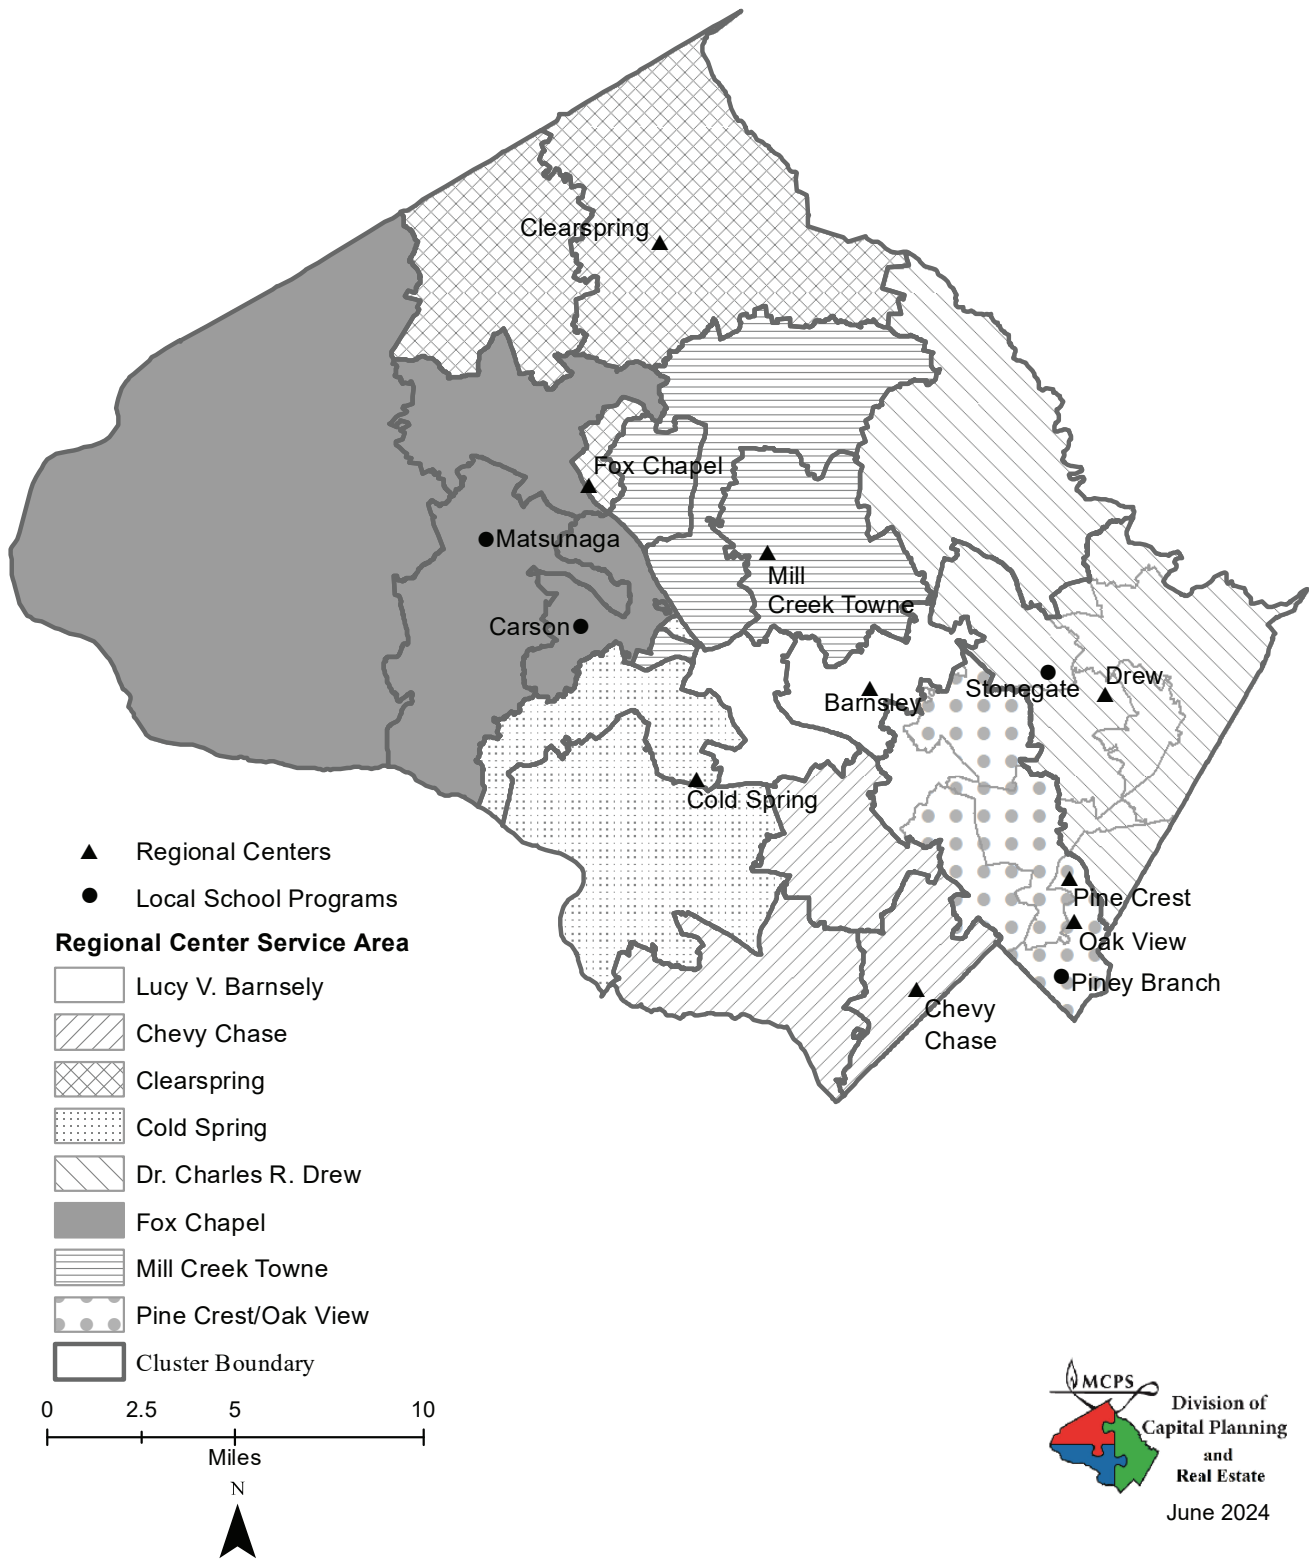 Clearspring
Fox Chapel
Matsunaga
Mill
Creek Towne
Carson
Stonegate
Drew
Barnsley
Cold Spring
Pine Crest
Oak View
Piney Branch
Chevy
Chase
Regional Centers
Local School Programs
Regional Center Service Area
Lucy V. Barnsely
Chevy Chase
Clearspring
Cold Spring
Dr. Charles R. Drew
Fox Chapel
Mill Creek Towne
Pine Crest/Oak View
Cluster Boundary
0 2.5 5 10
Miles
N
MCPS
Division of
Capital Planning
and
Real Estate
June 2024